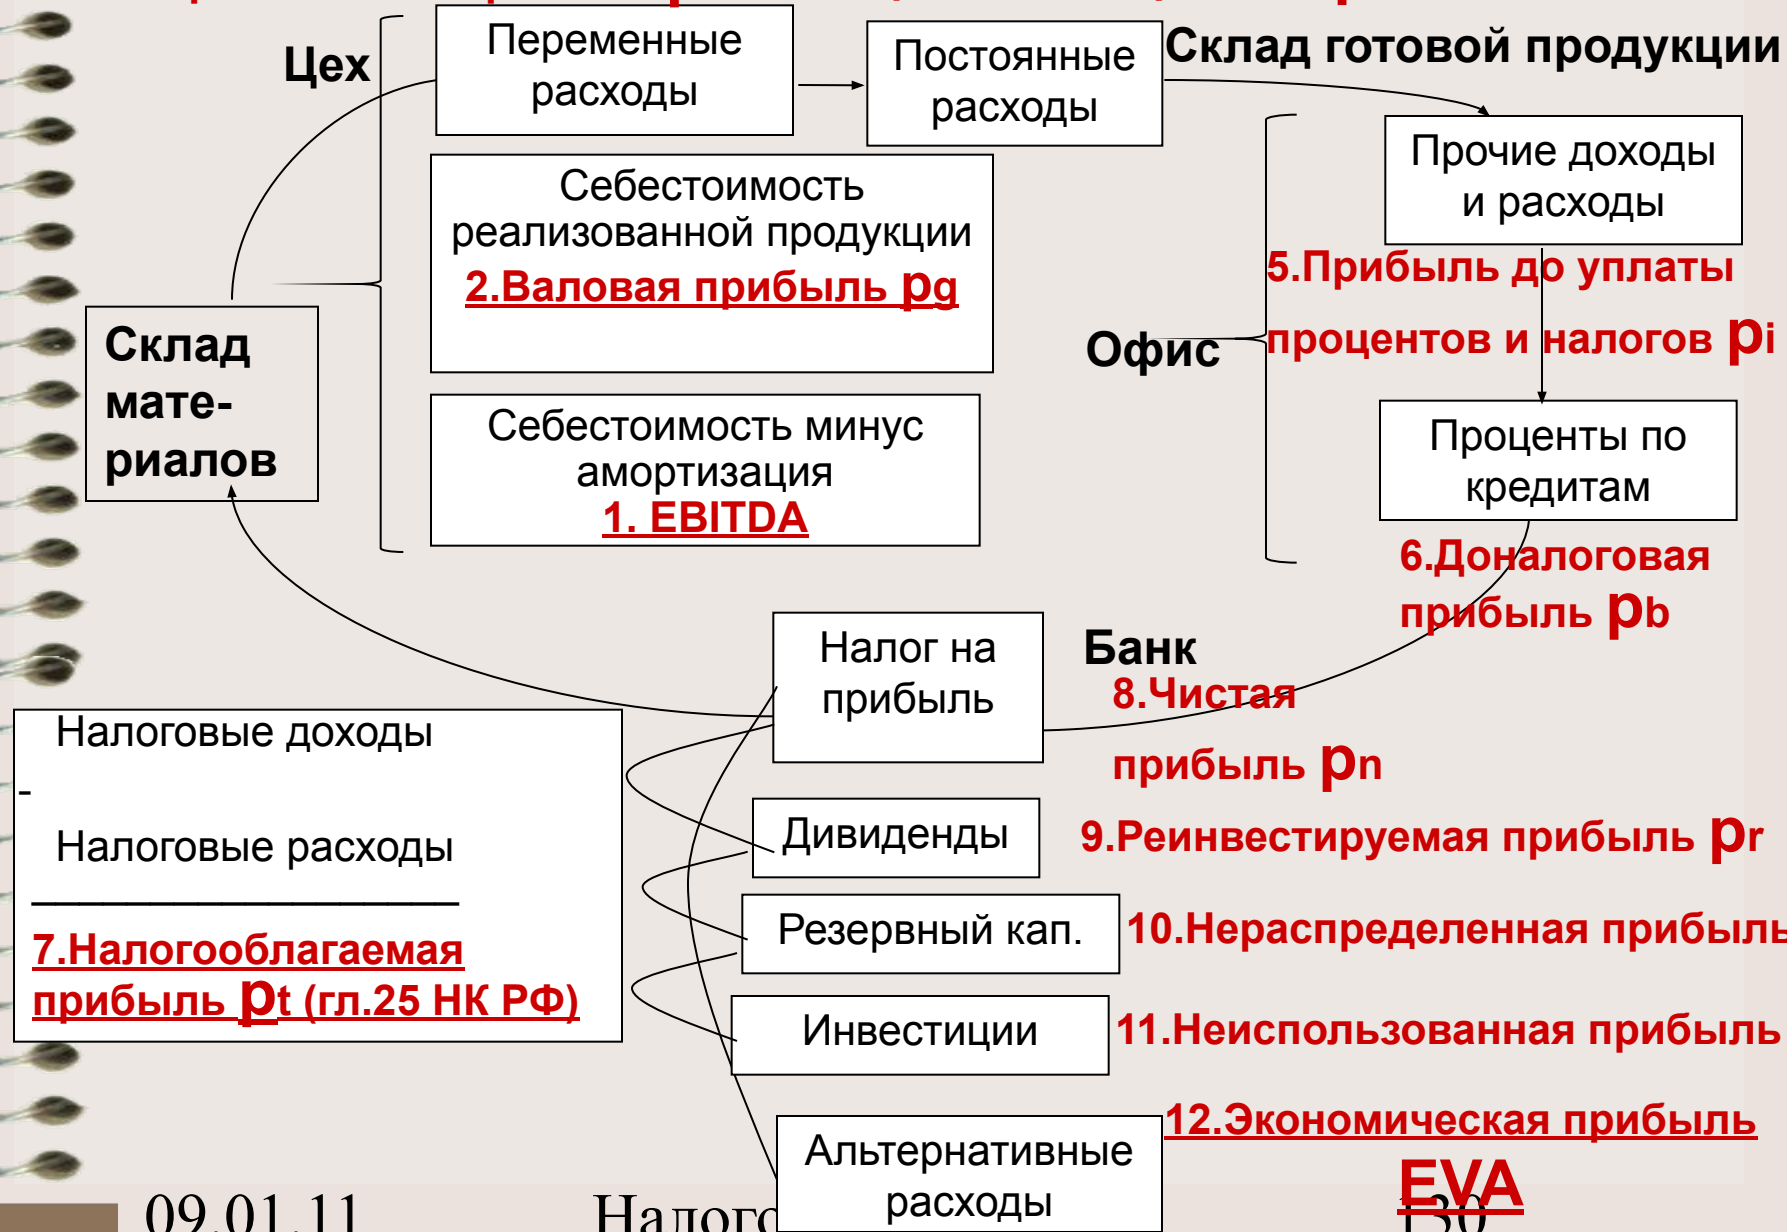 Цех
Переменные
расходы
Постоянные
расходы
Склад готовой продукции
Прочие доходы
и расходы
Себестоимость
реализованной продукции
2.Валовая прибыль pg
5.Прибыль до уплаты
процентов и налогов pi
Офис
Склад
мате-
риалов
Себестоимость минус
амортизация
1. EBITDA
Проценты по
кредитам
6.Доналоговая
прибыль pb
Налог на
прибыль
Банк
8.Чистая
прибыль pn
Налоговые доходы
-
Налоговые расходы
7.Налогооблагаемая
прибыль pt (гл.25 НК РФ)
Дивиденды
9.Реинвестируемая прибыль pr
Резервный кап.
10.Нераспределенная прибыль
Инвестиции
11.Неиспользованная прибыль
Альтернативные
расходы
12.Экономическая прибыль
EVA
09.01.11
130